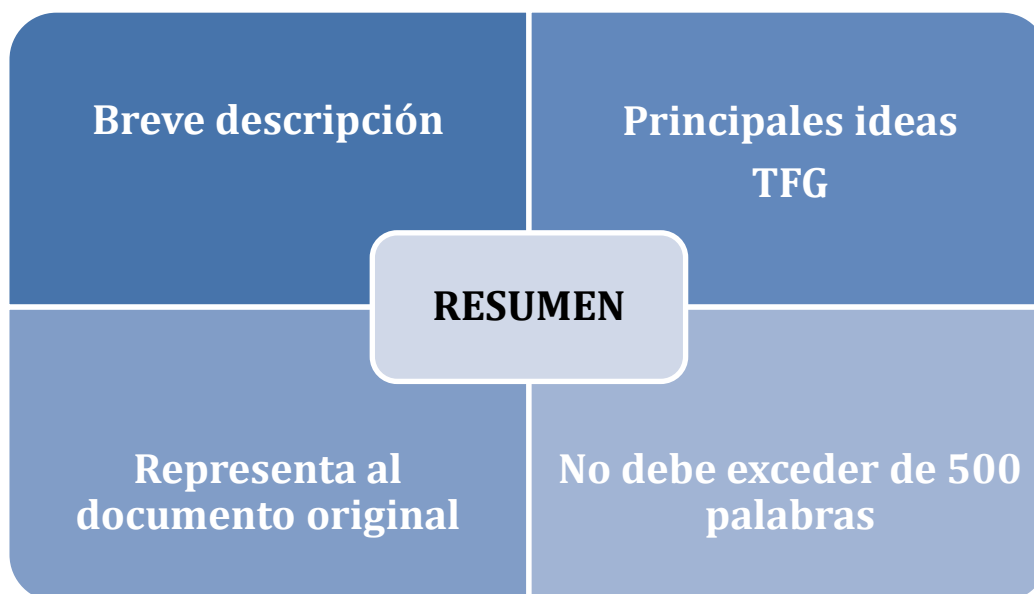 Breve descripción
Principales ideas
TFG
RESUMEN
Representa al
documento original
No debe exceder de 500
palabras